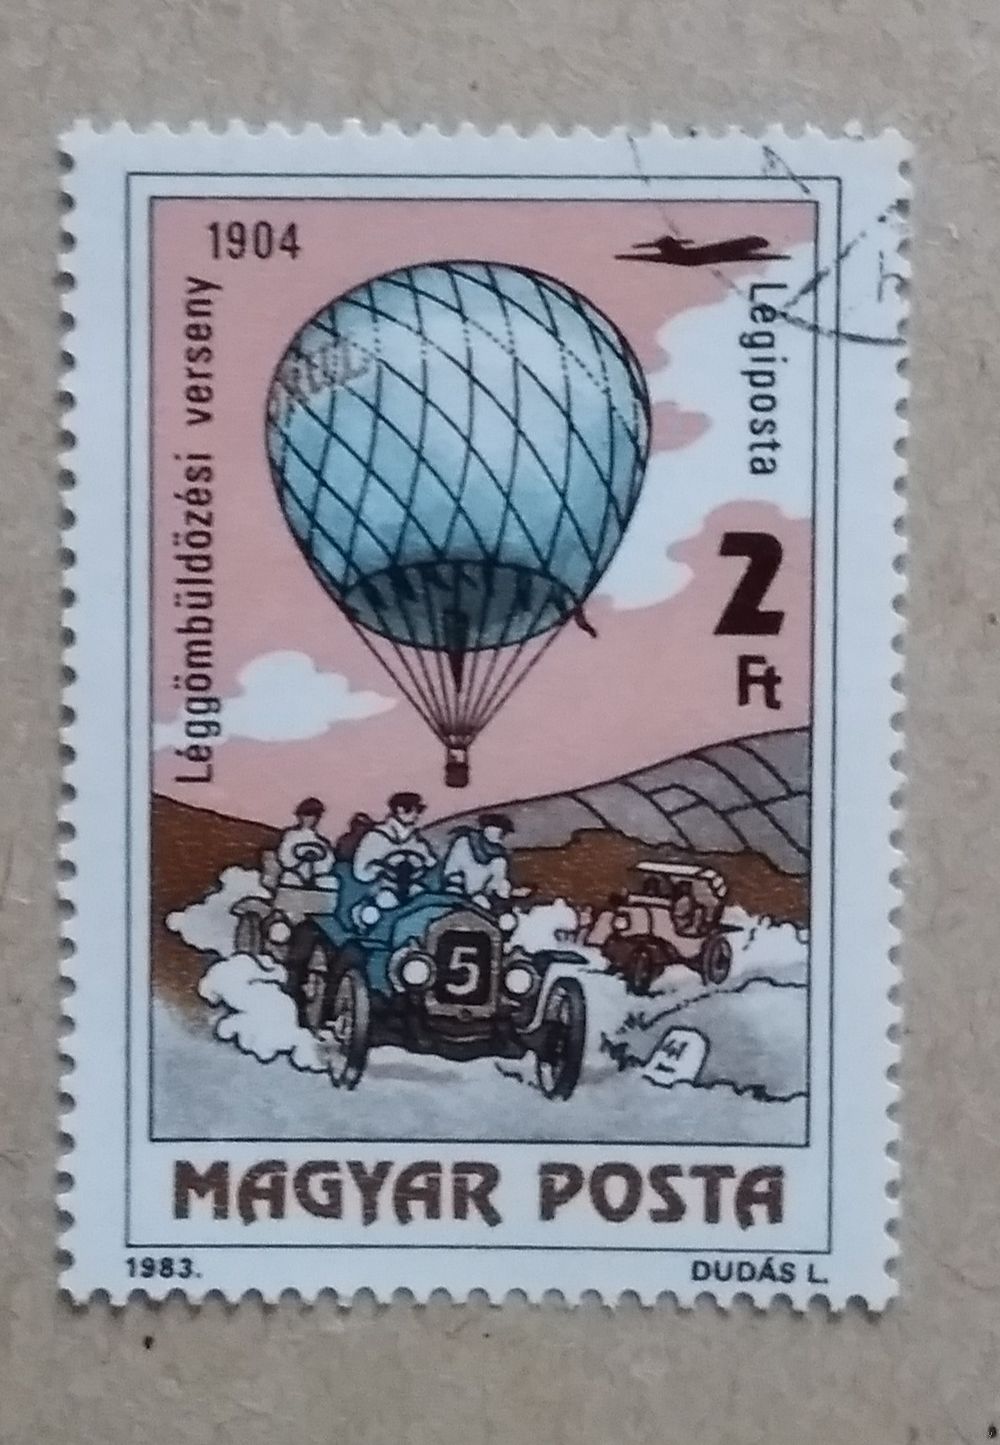 1904
Léggömbüldözési verseny
Légiposta
2
Ft
5
MAGYAR POSTA
1983.
DUDÁS L.